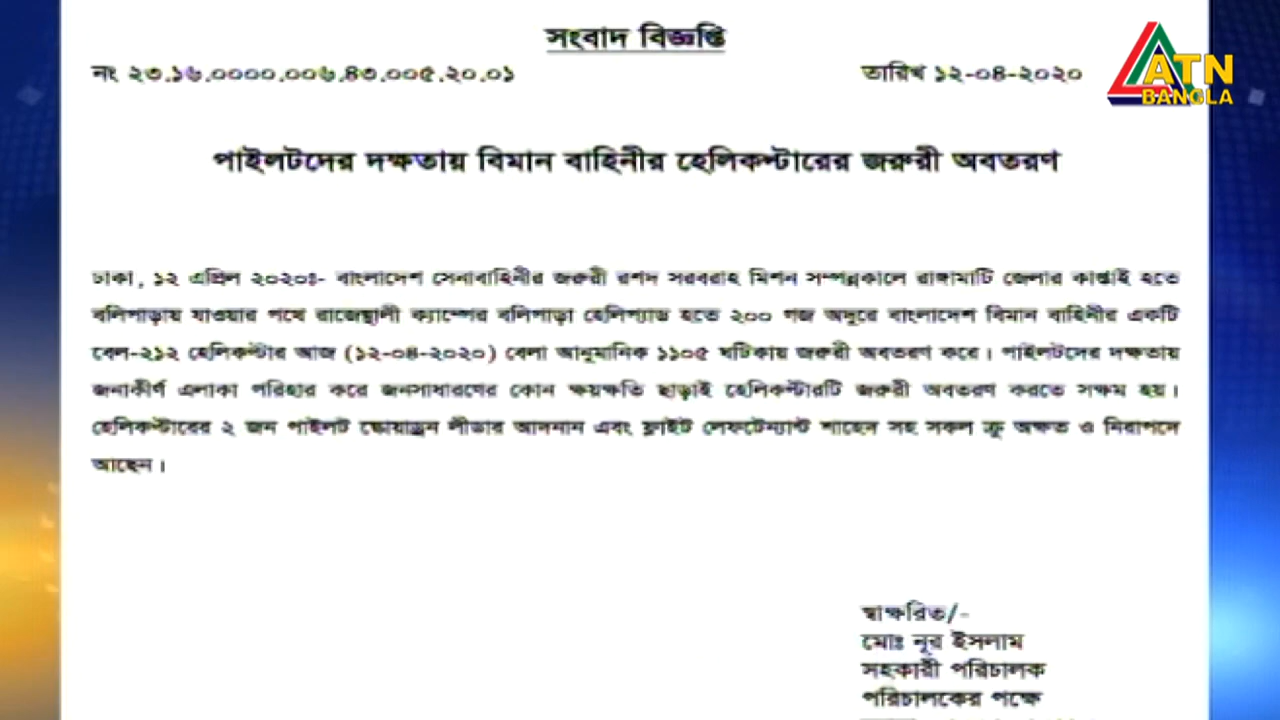 সংবাদ বিজ্ঞপ্তি
নং ২৩.১৬.০০০০.০০৬.৪৩.০০৫.২০.০১ তারিখ ১২-০৪-২০২০
ATN
BANGLA
পাইলটদের দক্ষতায় বিমান বাহিনীর হেলিকপ্টারের জরুরী অবতরণ
ঢাকা, ১২ এপ্রিল ২০২০ঃ- বাংলাদেশ সেনাবাহিনীর জরুরী রশদ সরবরাহ মিশন সম্পন্নকালে রাঙ্গামাটি জেলার কাপ্তাই হতে
বলিপাড়ায় যাওয়ার পথে রাজেস্থালী ক্যাম্পের বলিপাড়া হেলিপ্যাড হতে ২০০ গজ অদূরে বাংলাদেশ বিমান বাহিনীর একটি
বেল-২১২ হেলিকপ্টার আজ (১২-০৪-২০২০) বেলা আনুমানিক ১১০৫ ঘটিকায় জরুরী অবতরণ করে। পাইলটদের দক্ষতায়
জনাকীর্ণ এলাকা পরিহার করে জনসাধারণের কোন ক্ষয়ক্ষতি ছাড়াই হেলিকপ্টারটি জরুরী অবতরণ করতে সক্ষম হয়।
হেলিকপ্টারের ২ জন পাইলট স্কোয়াড্রন লীডার আদনান এবং ফ্লাইট লেফটেন্যান্ট শাহেদ সহ সকল ক্রু অক্ষত ও নিরাপদে
আছেন।
স্বাক্ষরিত/-
মোঃ নূর ইসলাম
সহকারী পরিচালক
পরিচালকের পক্ষে